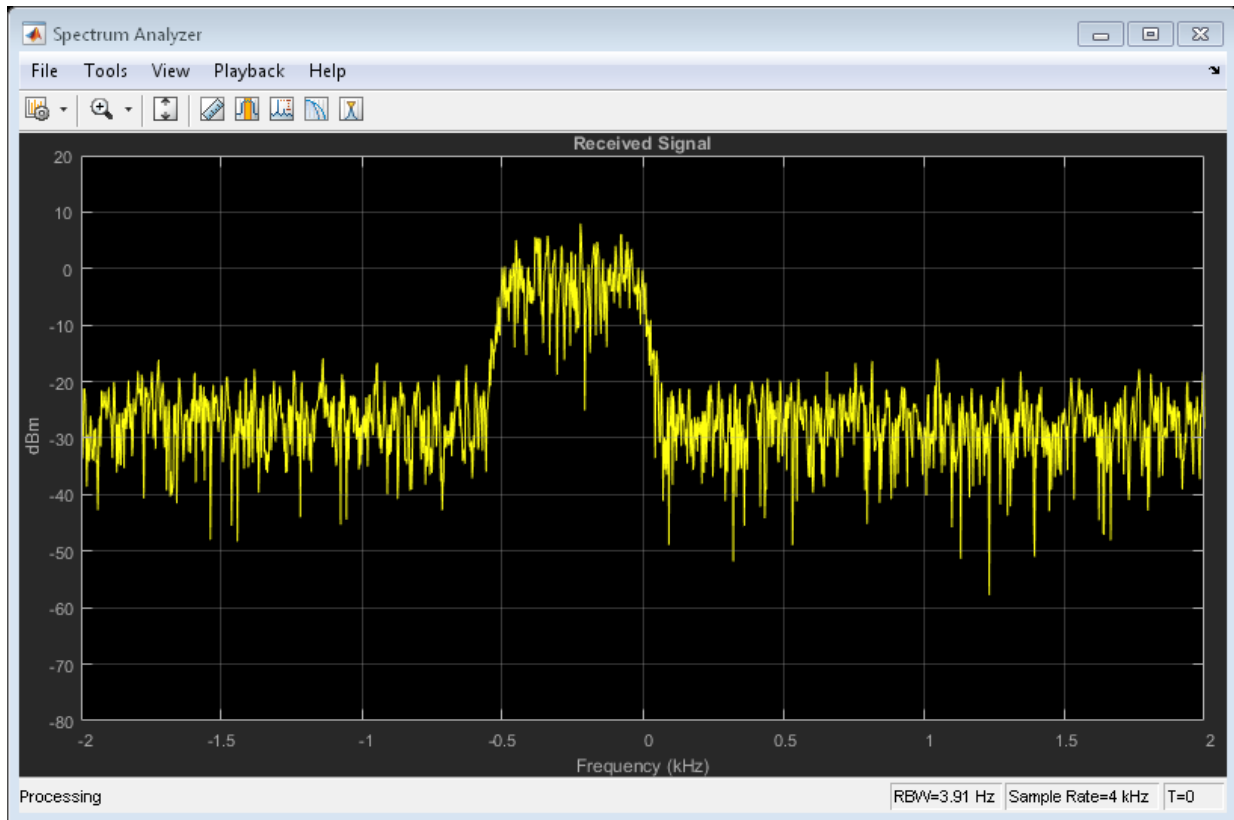 Spectrum Analyzer
File Tools View Playback Help
Received Signal
20
10
0
-10
-20
-30
-40
-50
-60
-70
-80
dBm
-2 -1.5 -1 -0.5 0 0.5 1 1.5 2
Frequency (kHz)
Processing RBW=3.91 Hz Sample Rate=4 kHz T=0